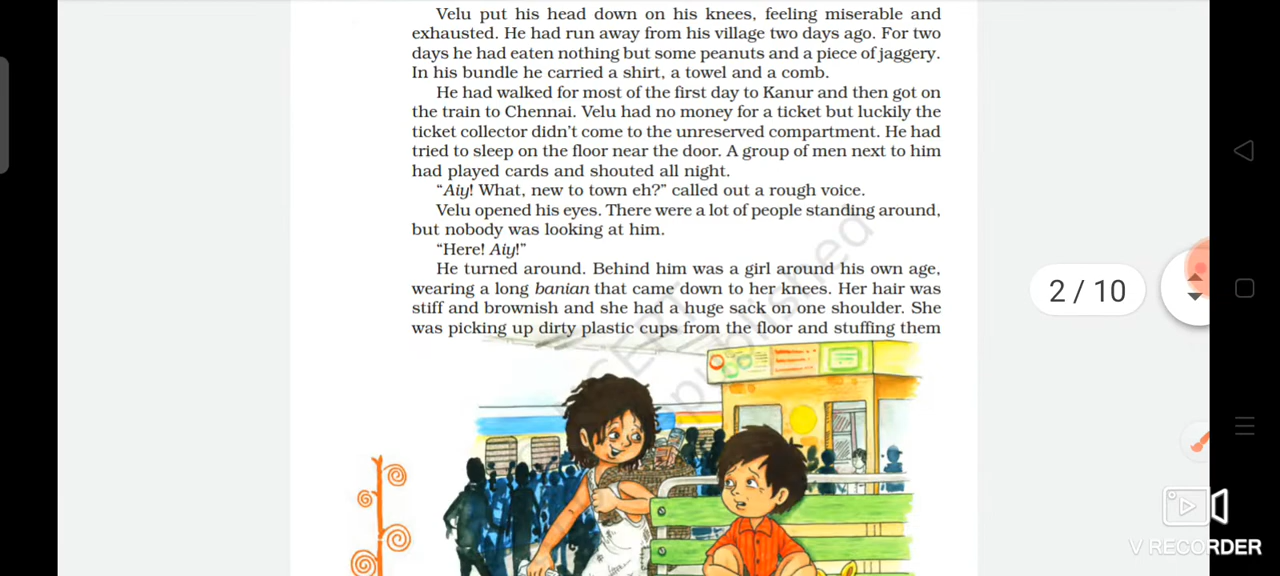 Velu put his head down on his knees, feeling miserable and
exhausted. He had run away from his village two days ago. For two
days he had eaten nothing but some peanuts and a piece of jaggery.
In his bundle he carried a shirt, a towel and a comb.
He had walked for most of the first day to Kanur and then got on
the train to Chennai. Velu had no money for a ticket but luckily the
ticket collector didn't come to the unreserved compartment. He had
tried to sleep on the floor near the door. A group of men next to him
had played cards and shouted all night.
“Aiy! What, new to town eh?” called out a rough voice.
Velu opened his eyes. There were a lot of people standing around,
but nobody was looking at him.
“Here! Aiy!”
He turned around. Behind him was a girl around his own age,
wearing a long banian that came down to her knees. Her hair was
stiff and brownish and she had a huge sack on one shoulder. She
was picking up dirty plastic cups from the floor and stuffing them
2 / 10
published
V RECORDER